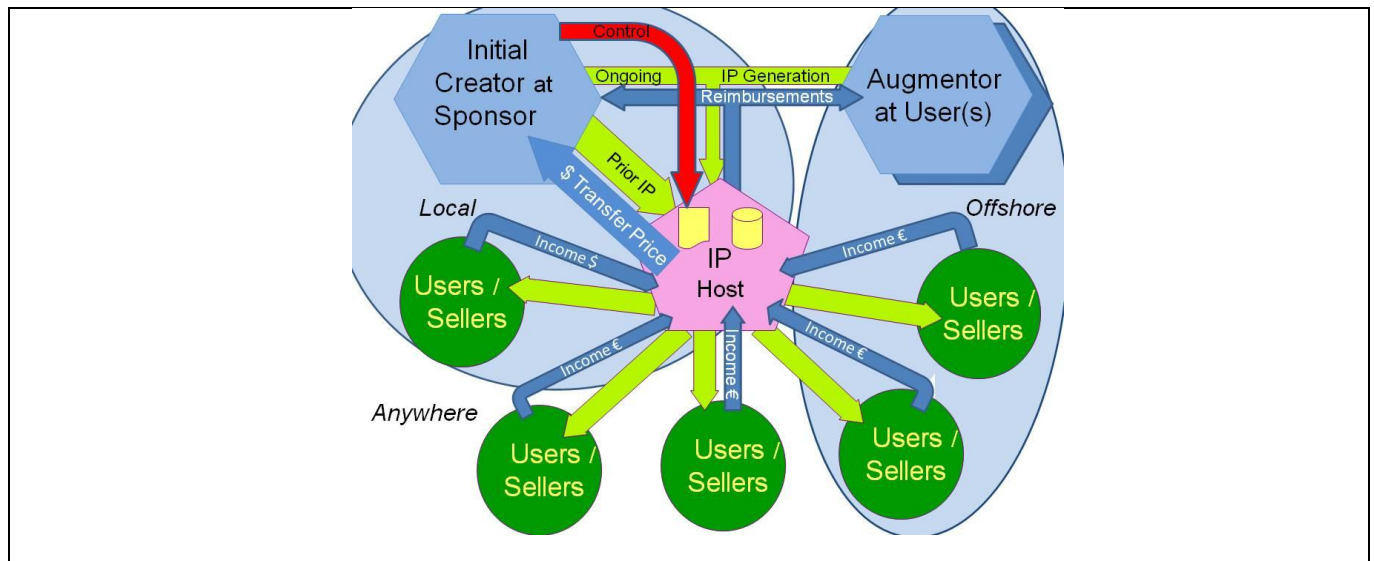 Control
Initial
Creator at
Sponsor
Ongoing
IP Generation
Reimbursements
Augmentor
at User(s)
Prior IP
$ Transfer Price
Local
Offshore
Income $
Income €
IP
Host
Users /
Sellers
Users /
Sellers
Income €
Income €
Income €
Anywhere
Users /
Sellers
Users /
Sellers
Users /
Sellers